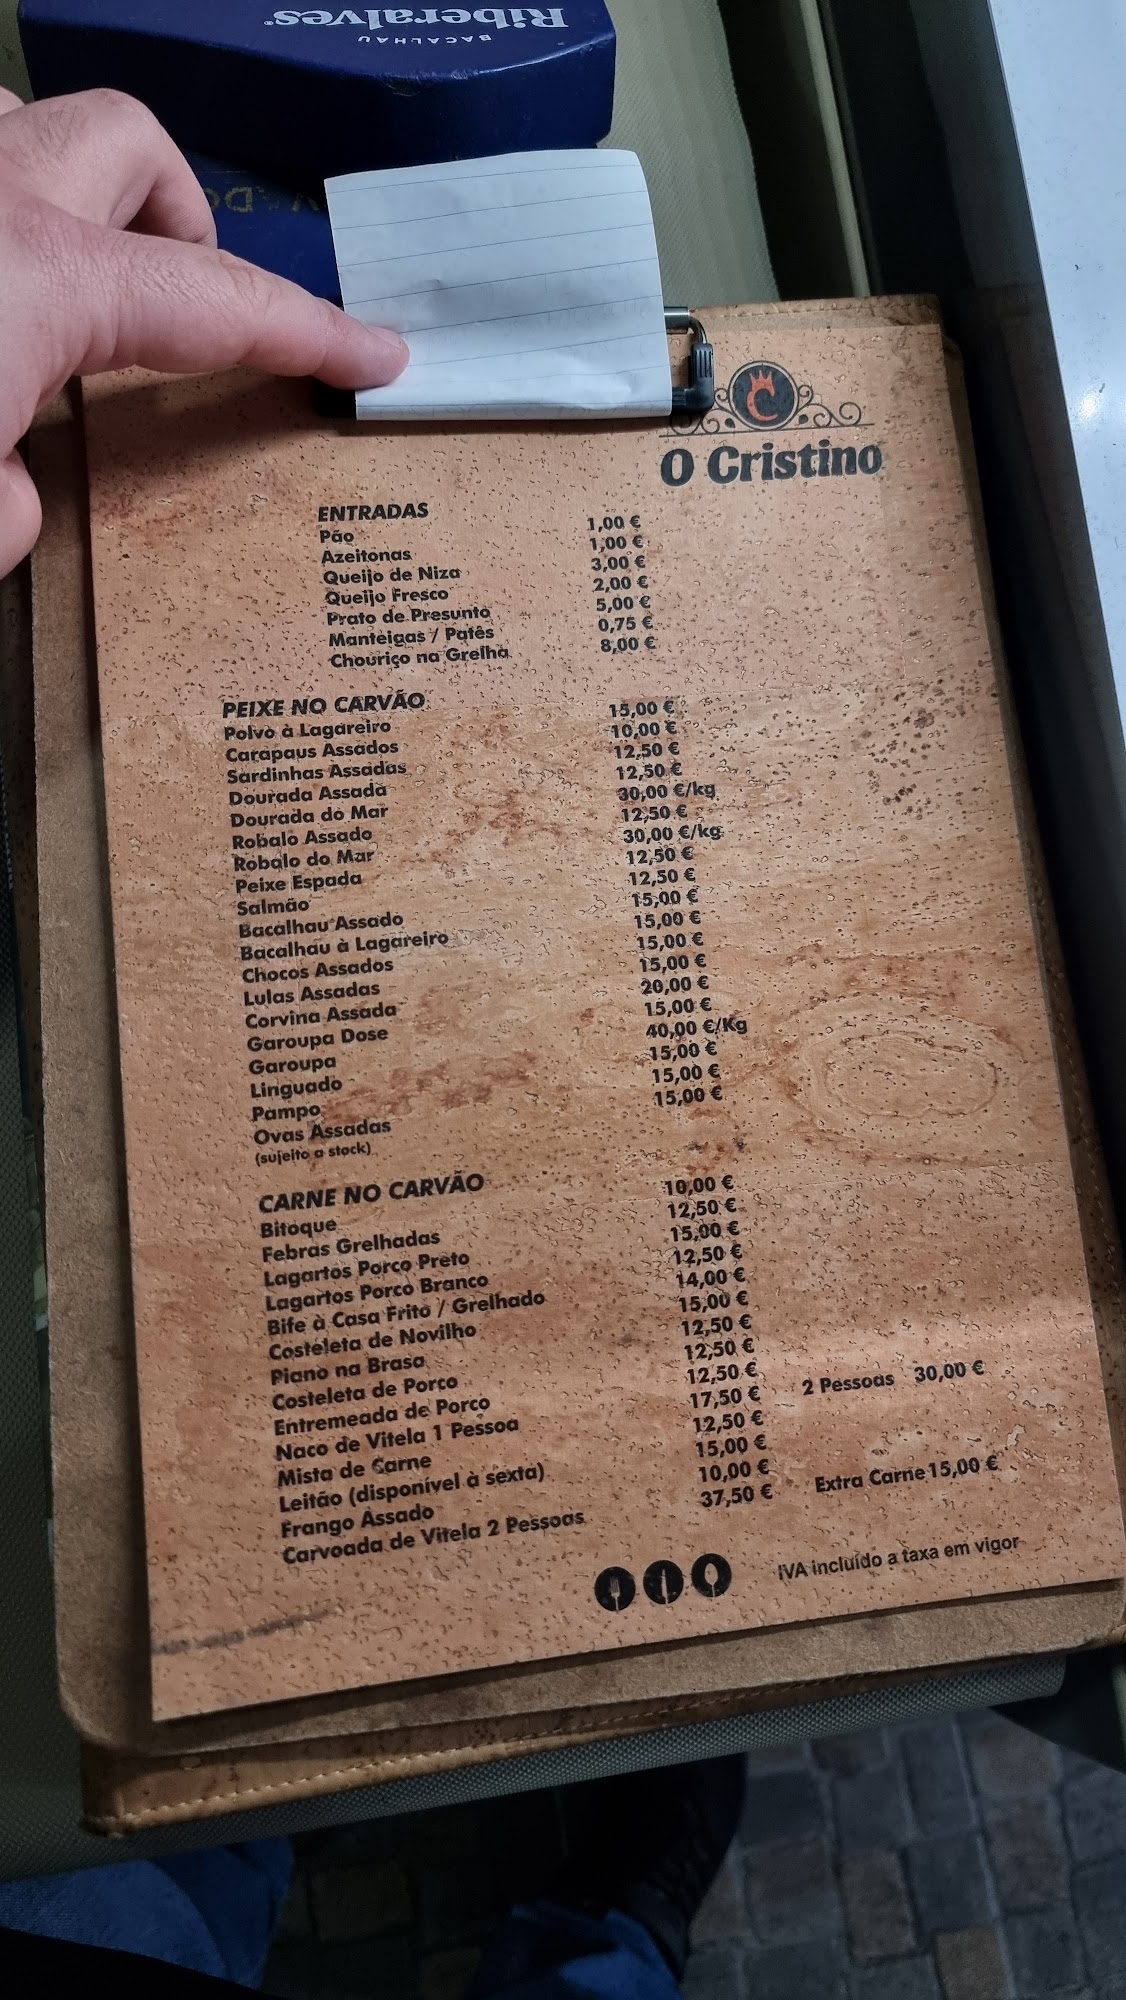 Riberalves®
BACALHAU
O Cristino
ENTRADAS
Pão 1,00 €
Azeitonas 1,00 €
Queijo de Niza 3,00 €
Queijo Fresco 2,00 €
Prato de Presunto 5,00 €
Manteigas / Patês 0,75 €
Chouriço na Grelha 8,00 €
PEIXE NO CARVÃO
Polvo à Lagareiro 15,00 €
Carapaus Assados 10,00 €
Sardinhas Assadas 12,50 €
Dourada Assada 12,50 €
Dourada do Mar 30,00 €/kg
Robalo Assado 12,50 €
Robalo do Mar 30,00 €/kg
Peixe Espada 12,50 €
Salmão 12,50 €
Bacalhau Assado 15,00 €
Bacalhau à Lagareiro 15,00 €
Chocos Assados 15,00 €
Lulas Assadas 15,00 €
Corvina Assada 20,00 €
Garoupa Dose 15,00 €
Garoupa 40,00 €/Kg
Linguado 15,00 €
Pampo 15,00 €
Ovas Assadas 15,00 €
(sujeito a stock)
CARNE NO CARVÃO
Bitoque 10,00 €
Febras Grelhadas 12,50 €
Lagartos Porco Preto 15,00 €
Lagartos Porco Branco 12,50 €
Bife à Casa Frito / Grelhado 14,00 €
Costeleta de Novilho 15,00 €
Piano na Brasa 12,50 €
Costeleta de Porco 12,50 €
Entremeada de Porco 12,50 €
Naco de Vitela 1 Pessoa 17,50 € 2 Pessoas 30,00 €
Mista de Carne 12,50 €
Leitão (disponível à sexta) 15,00 €
Frango Assado 10,00 €
Carvoada de Vitela 2 Pessoas 37,50 € Extra Carne 15,00 €
IVA incluído a taxa em vigor